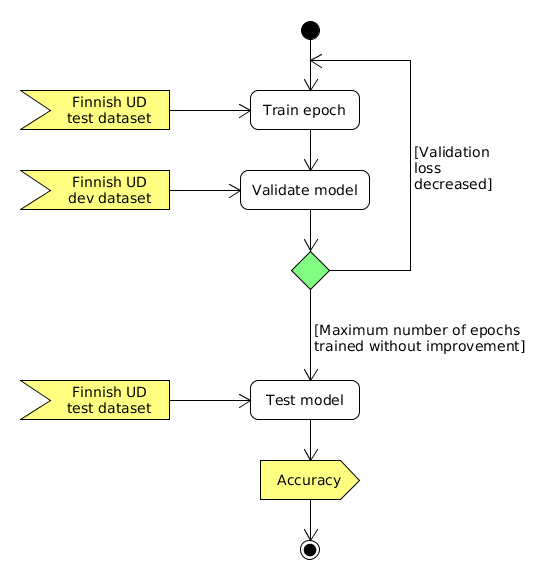 Finnish UD
test dataset
Train epoch
[Validation
loss
decreased]
Finnish UD
dev dataset
Validate model
[Maximum number of epochs
trained without improvement]
Finnish UD
test dataset
Test model
Accuracy